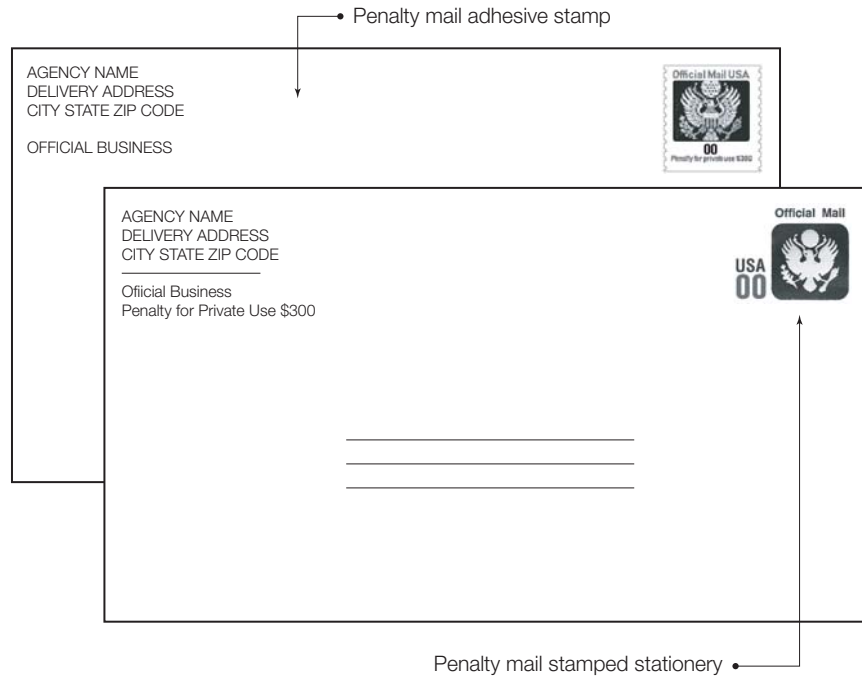 Penalty mail adhesive stamp
AGENCY NAME
DELIVERY ADDRESS
CITY STATE ZIP CODE
OFFICIAL BUSINESS
Official Mail USA
00
Penalty for private use $300
AGENCY NAME
DELIVERY ADDRESS
CITY STATE ZIP CODE
Ofiicial Business
Penalty for Private Use $300
Official Mail
USA
00
Penalty mail stamped stationery